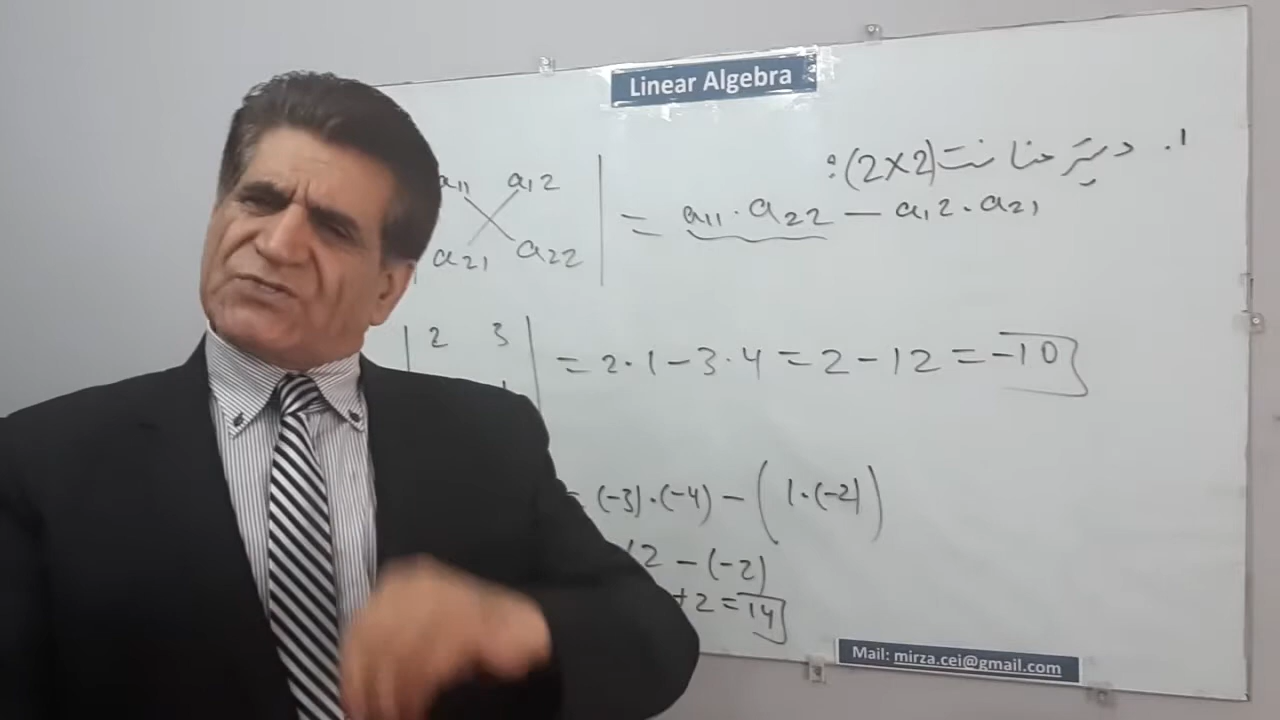 Linear Algebra
۱. دیترمنانت (2×2):
a11 a12
a21 a22
= a11 · a22 – a12 · a21
2 3
= 2·1 – 3·4 = 2 – 12 = –10
= (-3)·(-4) – (1·(-2))
12 – (-2)
+2 = 14
Mail: mirza.cei@gmail.com